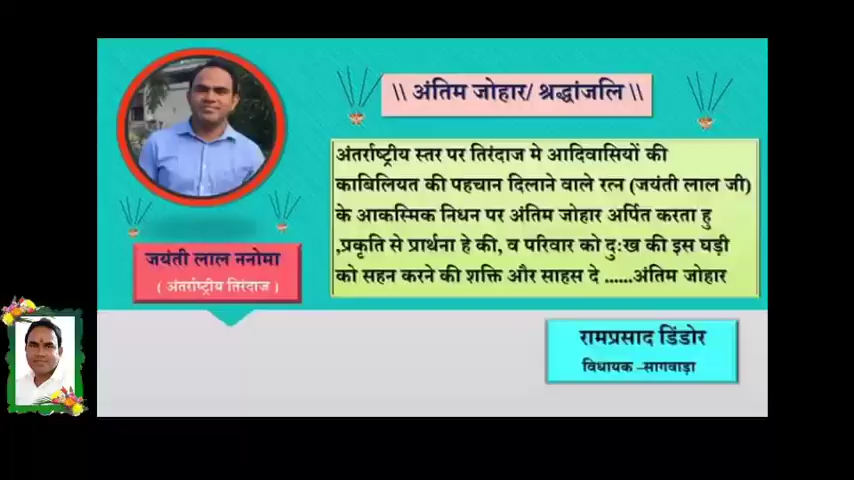 \\ अंतिम जोहार/ श्रद्धांजलि \\
अंतर्राष्ट्रीय स्तर पर तिरंदाज मे आदिवासियों की
काबिलियत की पहचान दिलाने वाले रत्न (जयंती लाल जी)
के आकस्मिक निधन पर अंतिम जोहार अर्पित करता हु
,प्रकृति से प्रार्थना हे की, व परिवार को दुःख की इस घड़ी
को सहन करने की शक्ति और साहस दे ......अंतिम जोहार
जयंती लाल ननोमा
( अंतर्राष्ट्रीय तिरंदाज )
रामप्रसाद डिंडोर
विधायक –सागवाड़ा